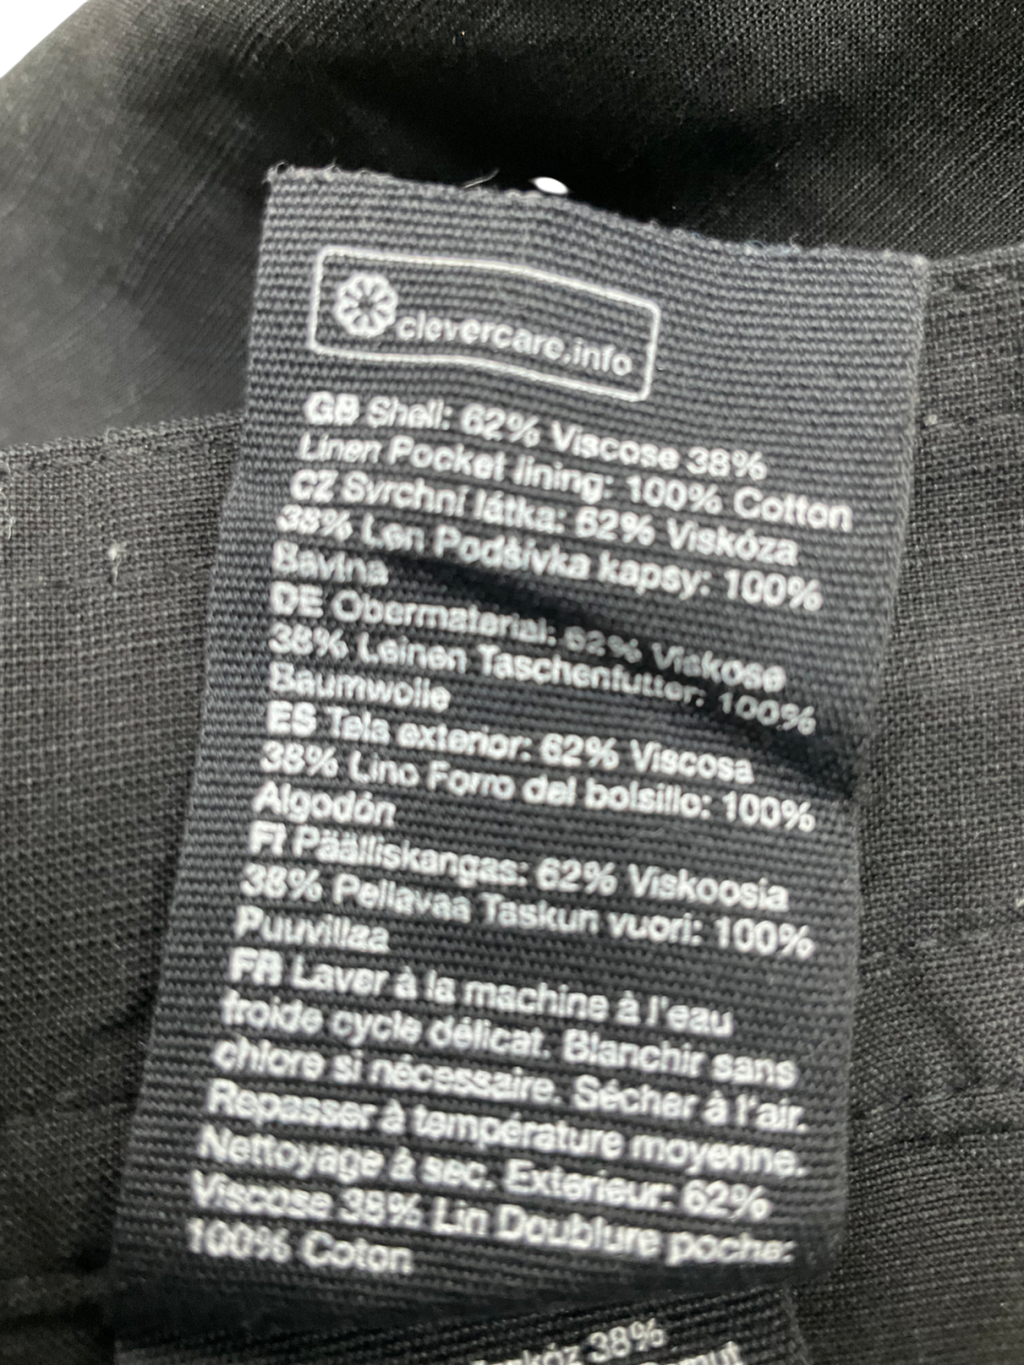 clevercare.info
GB Shell: 62% Viscose 38%
Linen Pocket lining: 100% Cotton
CZ Svrchní látka: 62% Viskóza
38% Len Podšívka kapsy: 100%
Bavlna
DE Obermaterial: 62% Viskose
38% Leinen Taschenfutter: 100%
Baumwolle
ES Tela exterior: 62% Viscosa
38% Lino Forro del bolsillo: 100%
Algodón
FI Päälliskangas: 62% Viskoosia
38% Pellavaa Taskun vuori: 100%
Puuvillaa
FR Laver à la machine à l'eau
froide cycle délicat. Blanchir sans
chlore si nécessaire. Sécher à l'air.
Repasser à température moyenne.
Nettoyage à sec. Exterieur: 62%
Viscose 38% Lin Doublure poche:
100% Coton
38%